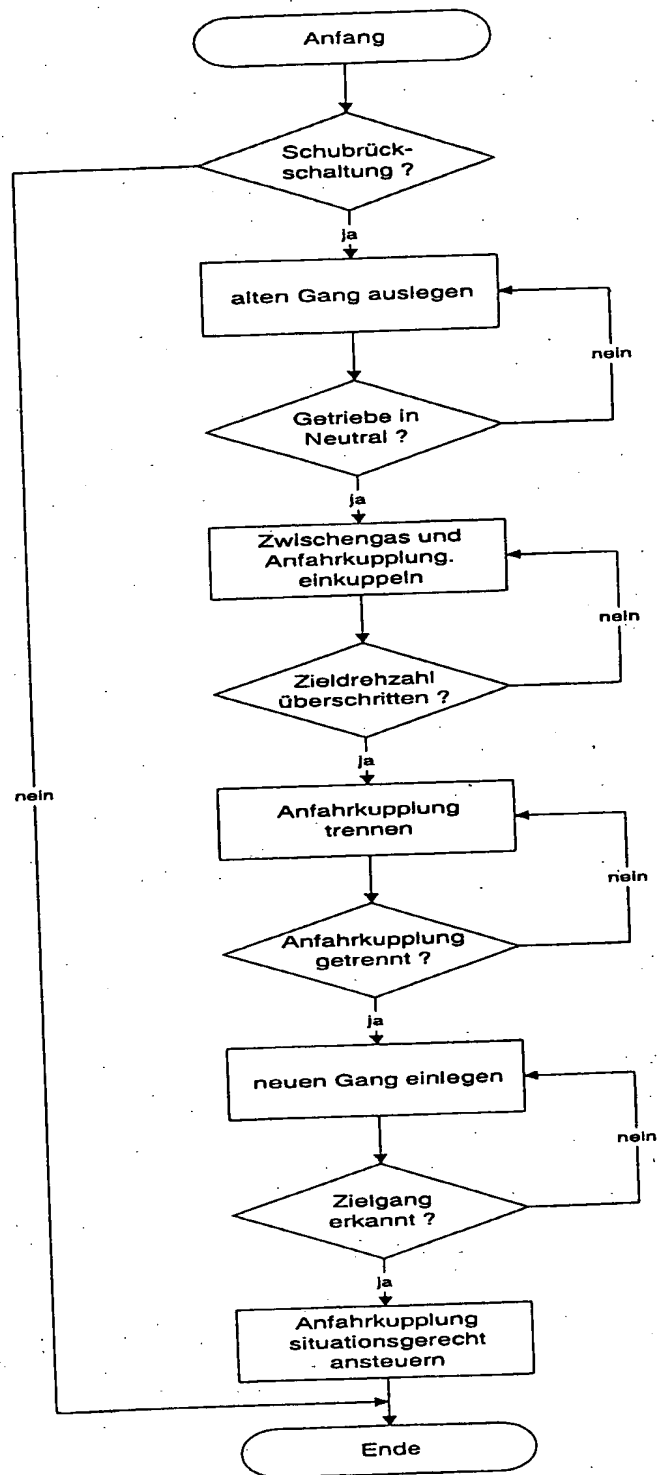 Anfang
Schubrück-
schaltung ?
ja
alten Gang auslegen
nein
Getriebe in
Neutral ?
ja
Zwischengas und
Anfahrkupplung.
einkuppeln
nein
Zieldrehzahl
überschritten ?
ja
nein
Anfahrkupplung
trennen
nein
Anfahrkupplung
getrennt ?
ja
neuen Gang einlegen
nein
Zielgang
erkannt ?
ja
Anfahrkupplung
situationsgerecht
ansteuern
Ende